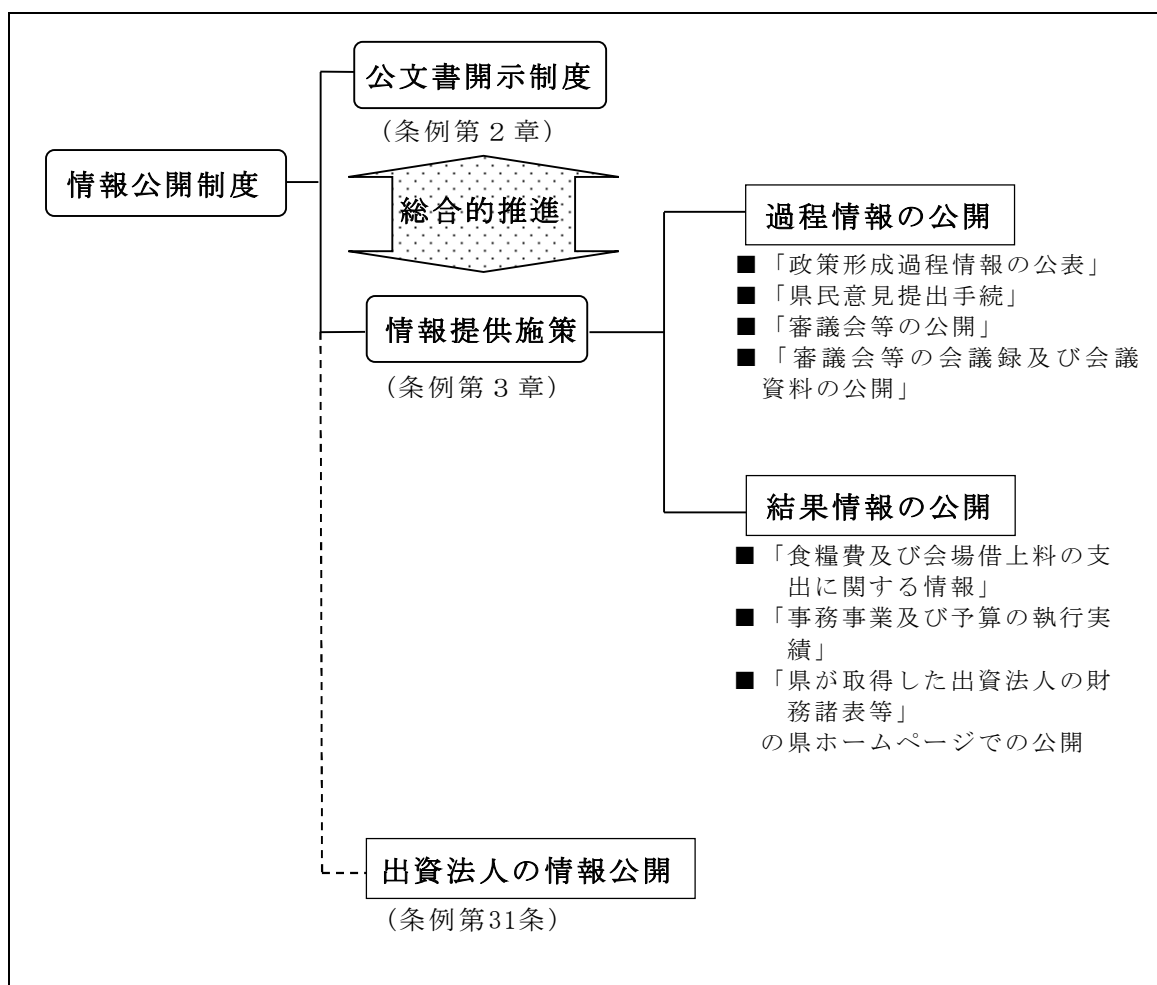 公文書開示制度
（条例第２章）
情報公開制度
総合的推進
情報提供施策
（条例第３章）
過程情報の公開
■「政策形成過程情報の公表」
■「県民意見提出手続」
■「審議会等の公開」
■「審議会等の会議録及び会議
資料の公開」
結果情報の公開
■「食糧費及び会場借上料の支
出に関する情報」
■「事務事業及び予算の執行実
績」
■「県が取得した出資法人の財
務諸表等」
の県ホームページでの公開
出資法人の情報公開
（条例第31条）